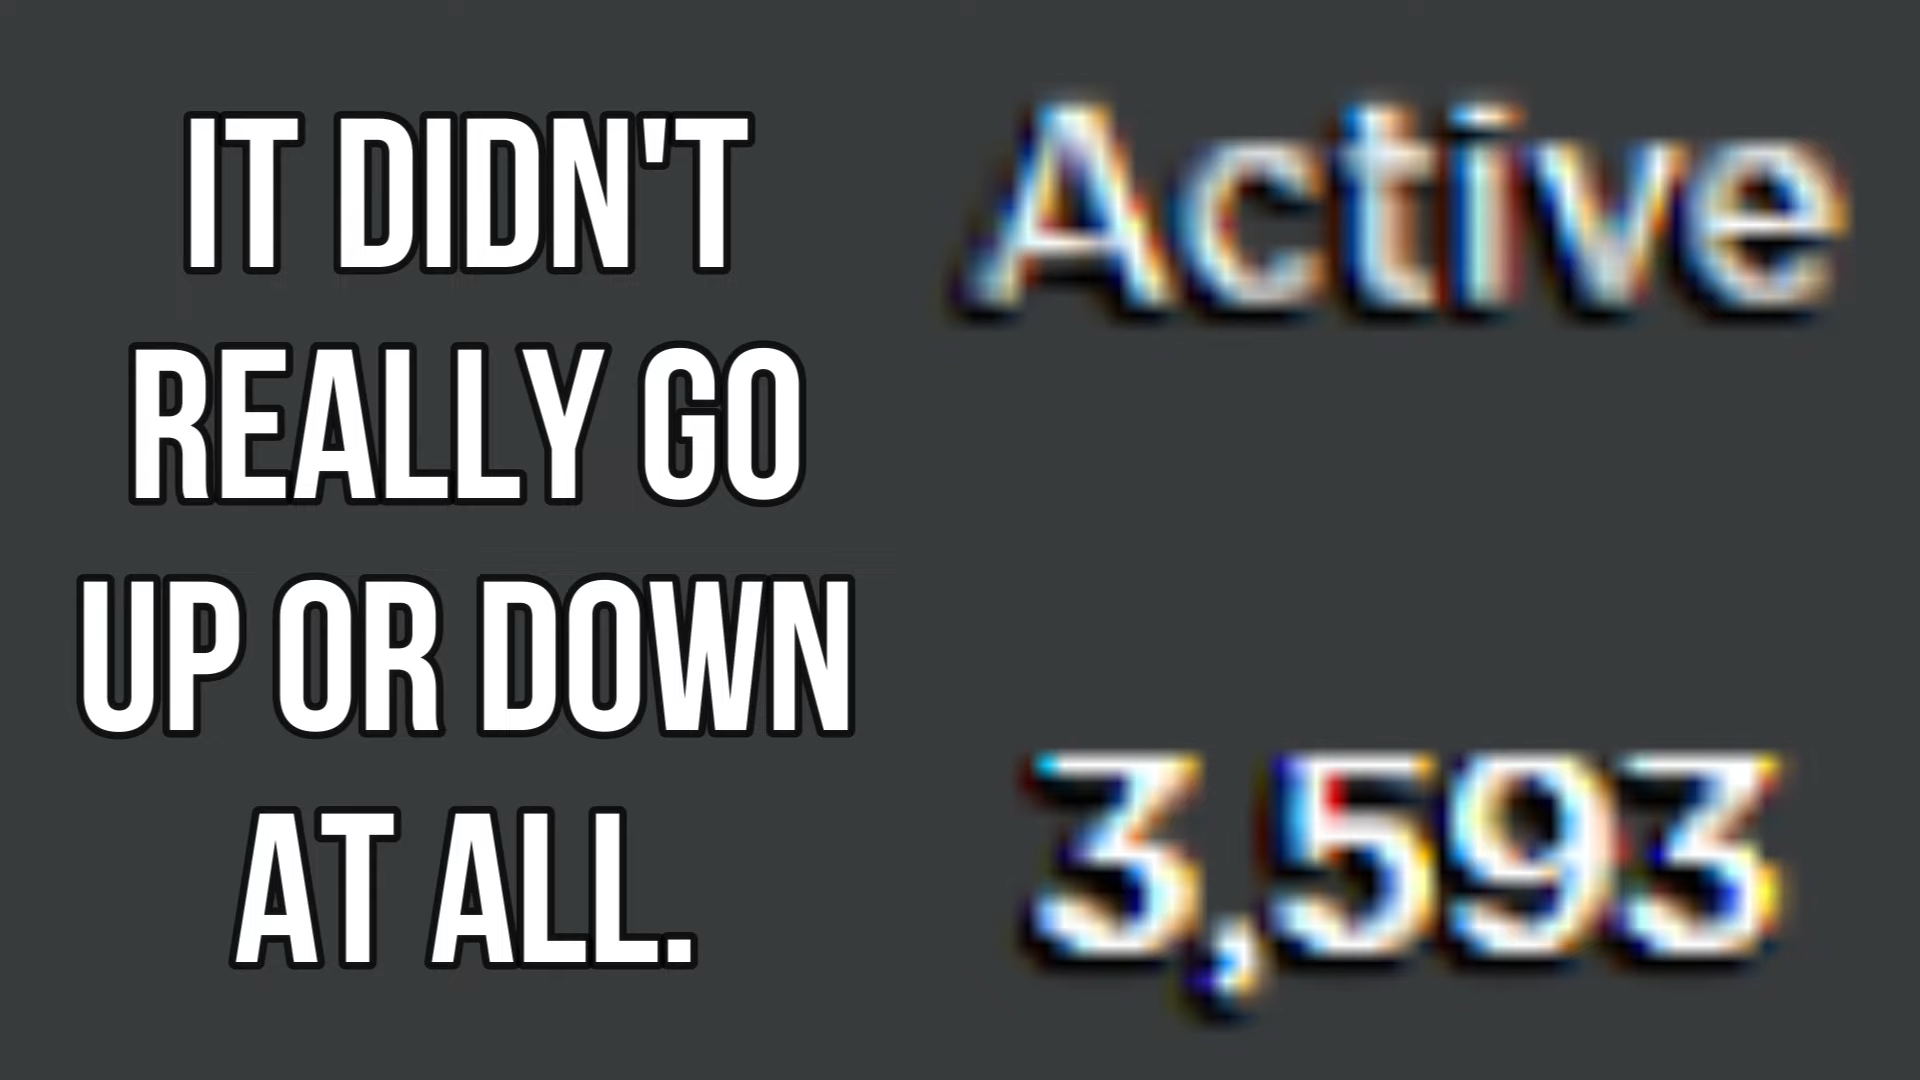 IT DIDN'T
REALLY GO
UP OR DOWN
AT ALL.
Active
3,593